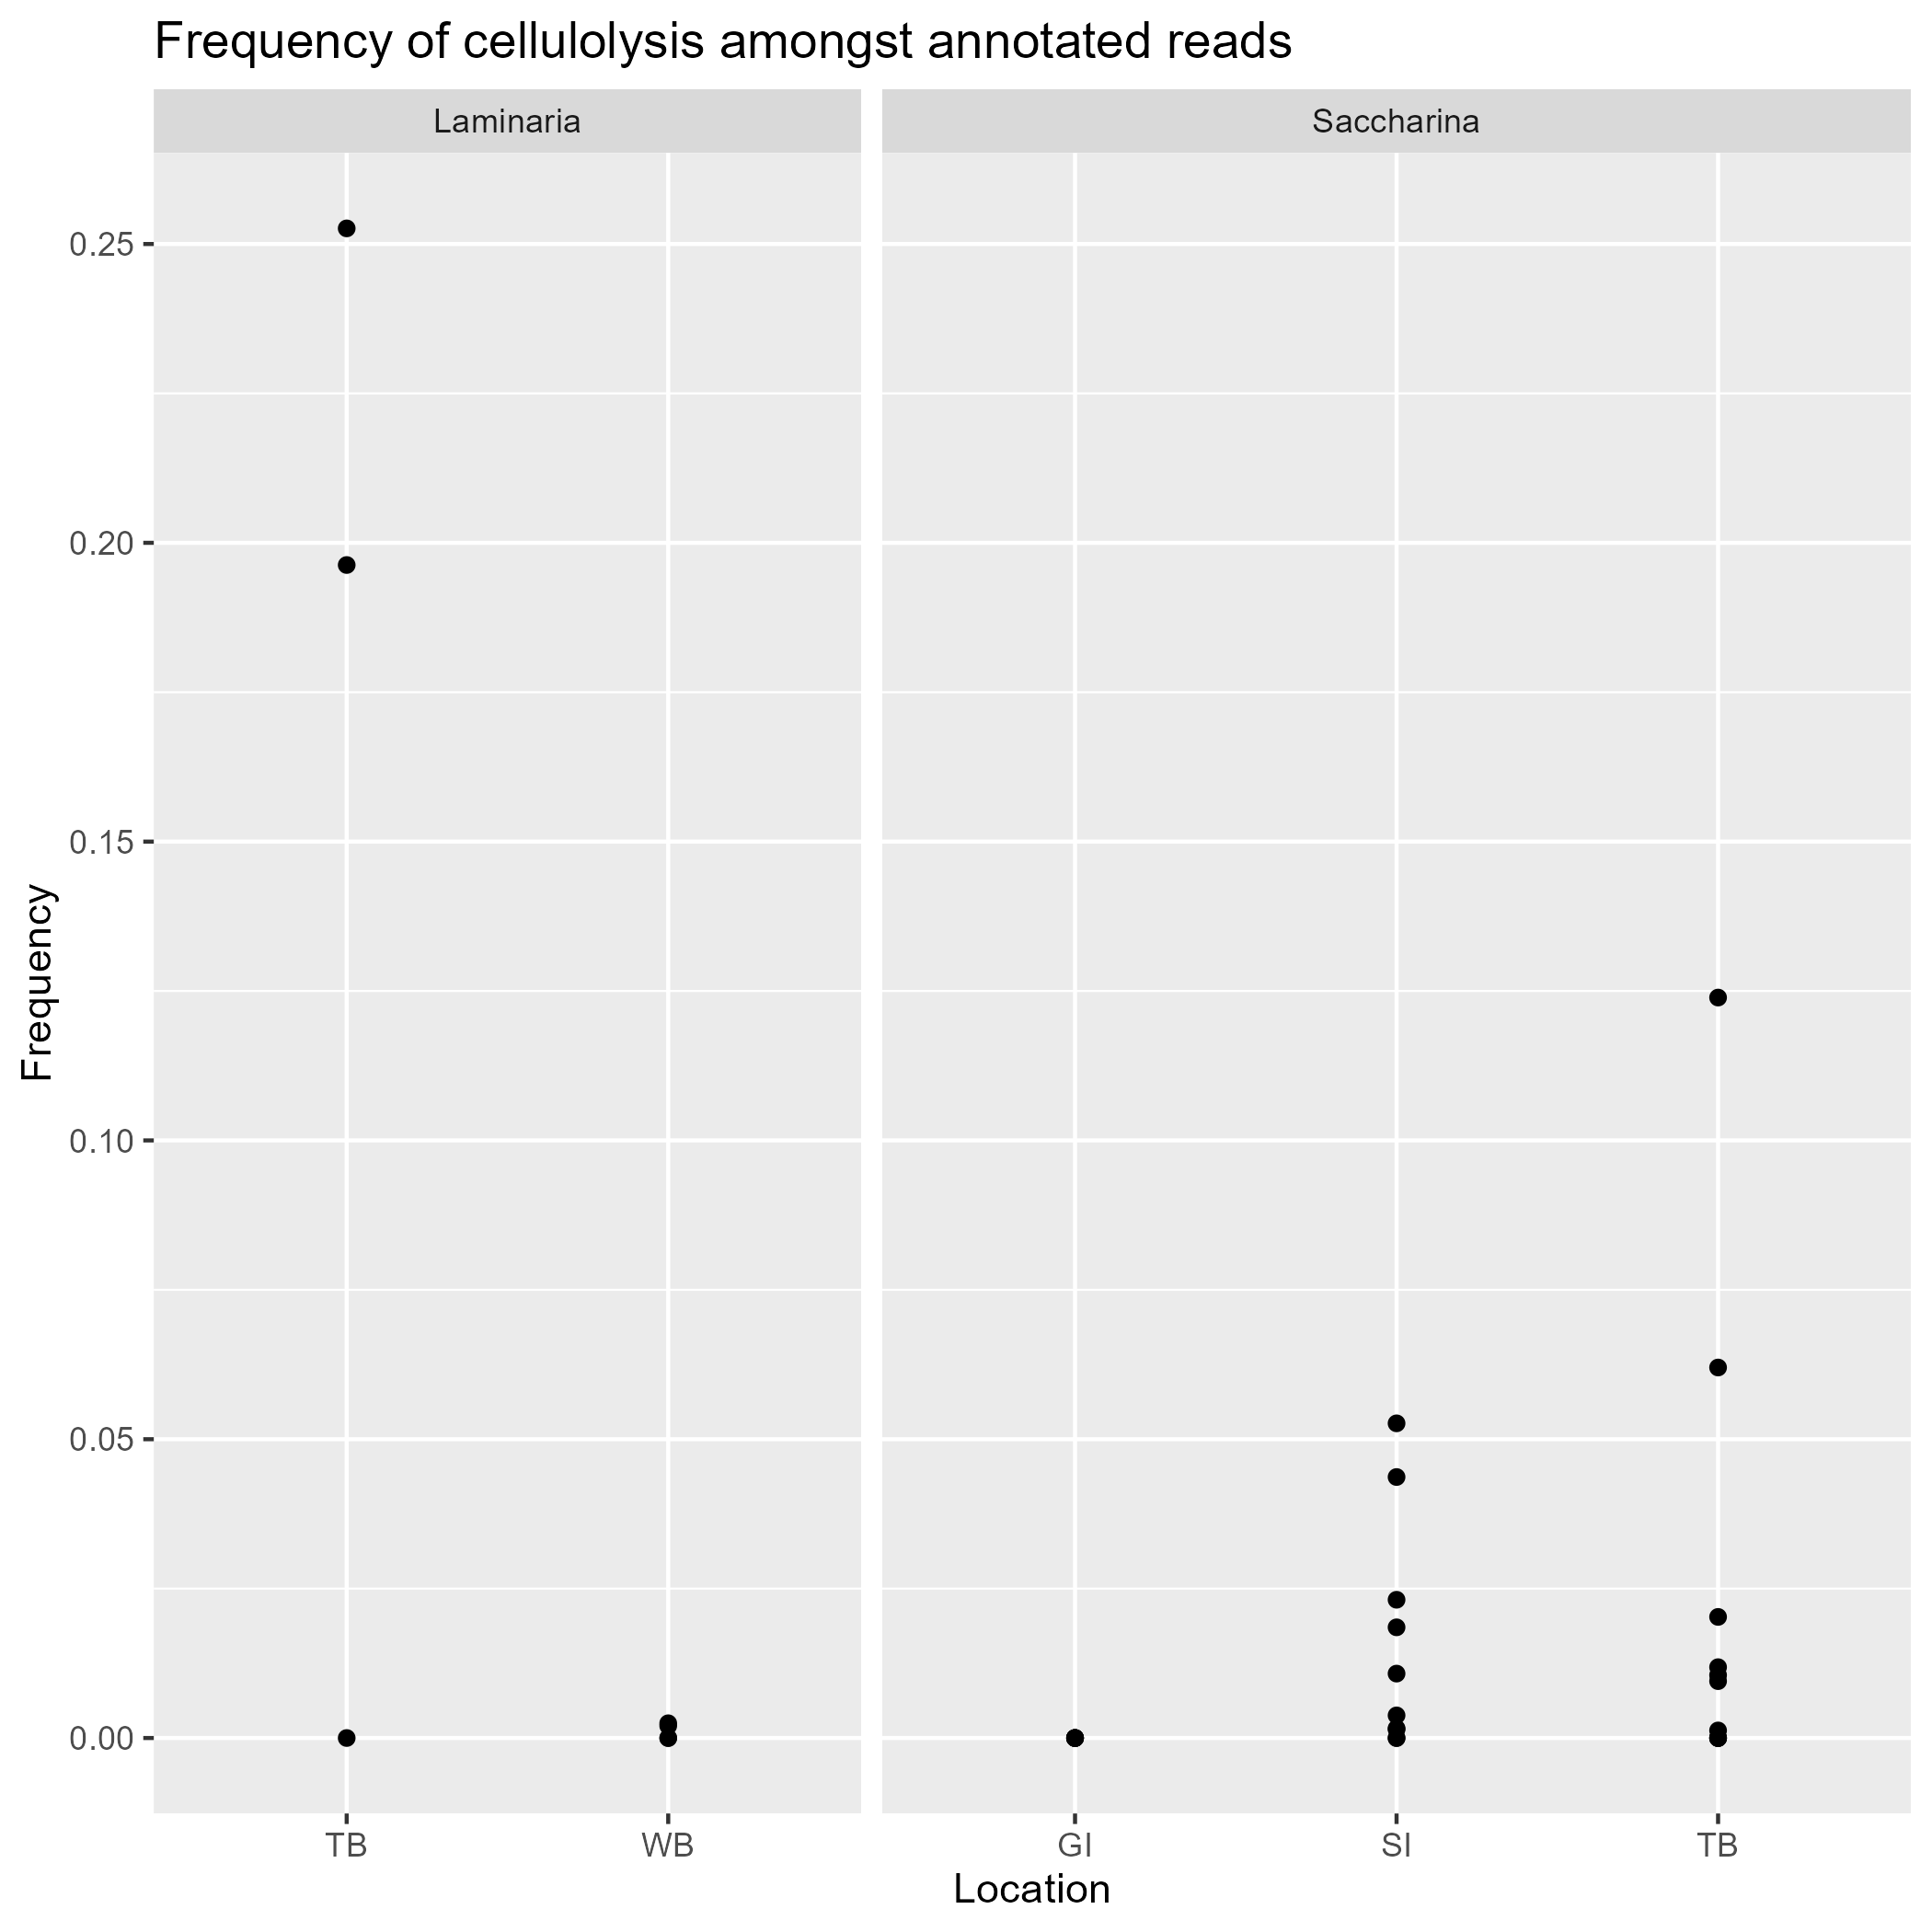 Frequency of cellulolysis amongst annotated reads
Laminaria
Saccharina
0.25
0.20
0.15
0.10
0.05
0.00
Frequency
TB
WB
GI
SI
TB
Location